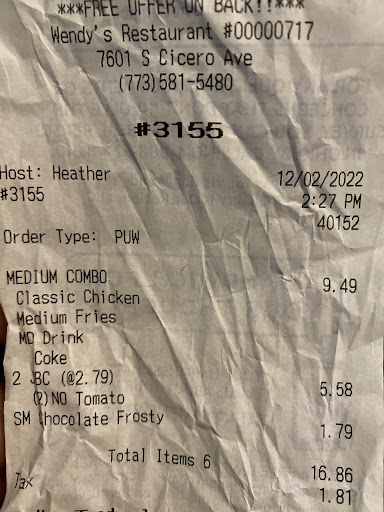 ***FREE OFFER ON BACK!!***
Wendy's Restaurant #00000717
7601 S Cicero Ave
(773)581-5480
#3155
Host: Heather 12/02/2022
#3155 2:27 PM
40152
Order Type: PUW
MEDIUM COMBO 9.49
Classic Chicken
Medium Fries
MD Drink
Coke
2 JBC (@2.79) 5.58
(2)NO Tomato
SM Chocolate Frosty 1.79
Total Items 6 16.86
Tax 1.81